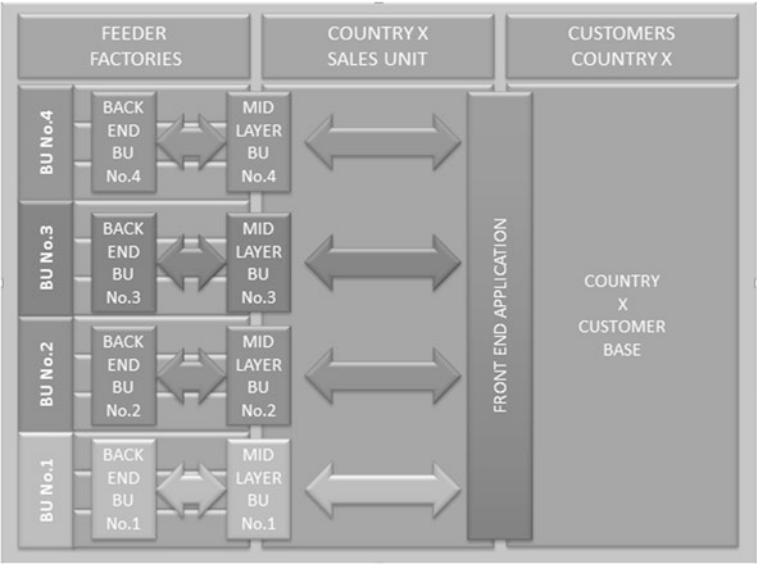 FEEDER
FACTORIES
COUNTRY X
SALES UNIT
CUSTOMERS
COUNTRY X
BU No.4
BACK
END
BU
No.4
MID
LAYER
BU
No.4
BU No.3
BACK
END
BU
No.3
MID
LAYER
BU
No.3
BU No.2
BACK
END
BU
No.2
MID
LAYER
BU
No.2
BU No.1
BACK
END
BU
No.1
MID
LAYER
BU
No.1
FRONT END APPLICATION
COUNTRY
X
CUSTOMER
BASE